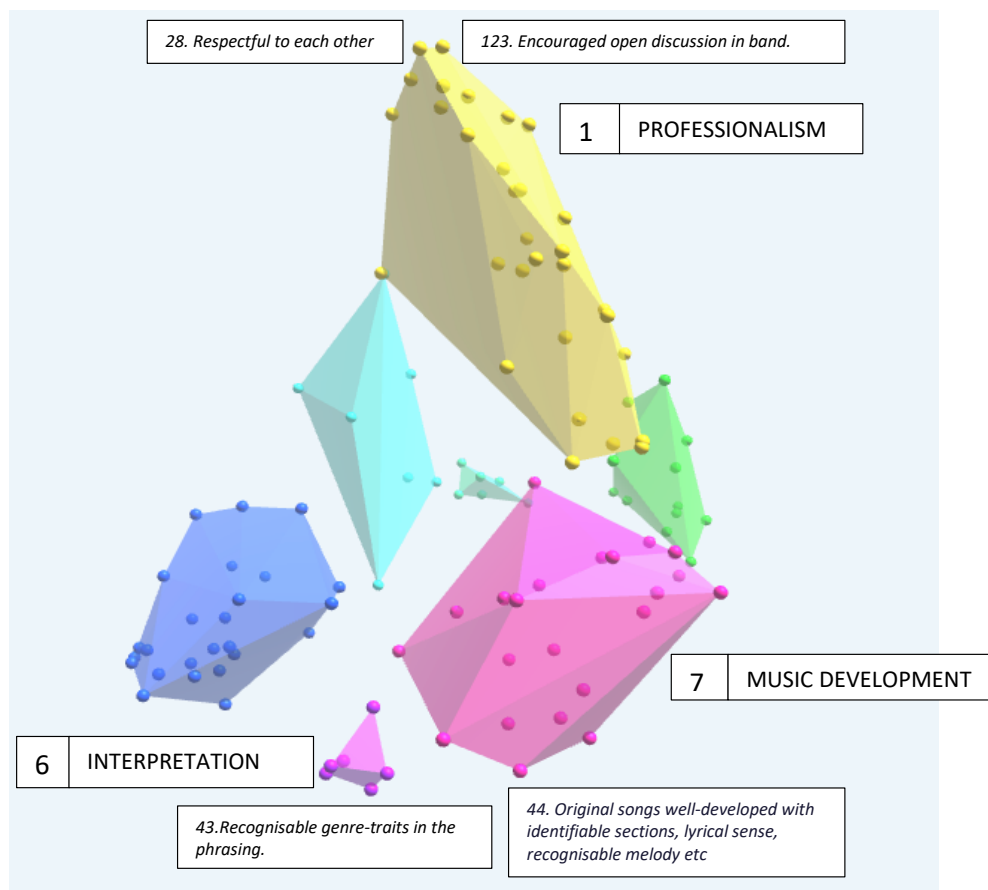 28. Respectful to each other
123. Encouraged open discussion in band.
1 PROFESSIONALISM
7 MUSIC DEVELOPMENT
6 INTERPRETATION
43.Recognisable genre-traits in the
phrasing.
44. Original songs well-developed with
identifiable sections, lyrical sense,
recognisable melody etc